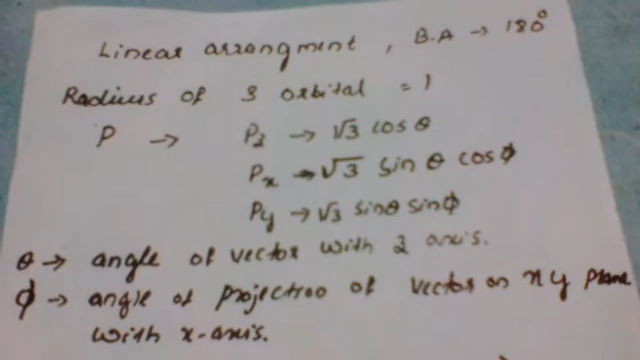 Linear arrangment, B.A → 180°
Radius of s orbital = 1
P → Pz → √3 cos θ
Px → √3 sin θ cos ϕ
Py → √3 sinθ sinϕ
θ → angle of vector with z axis.
ϕ → angle of projection of vector on xy plane
with x-axis.